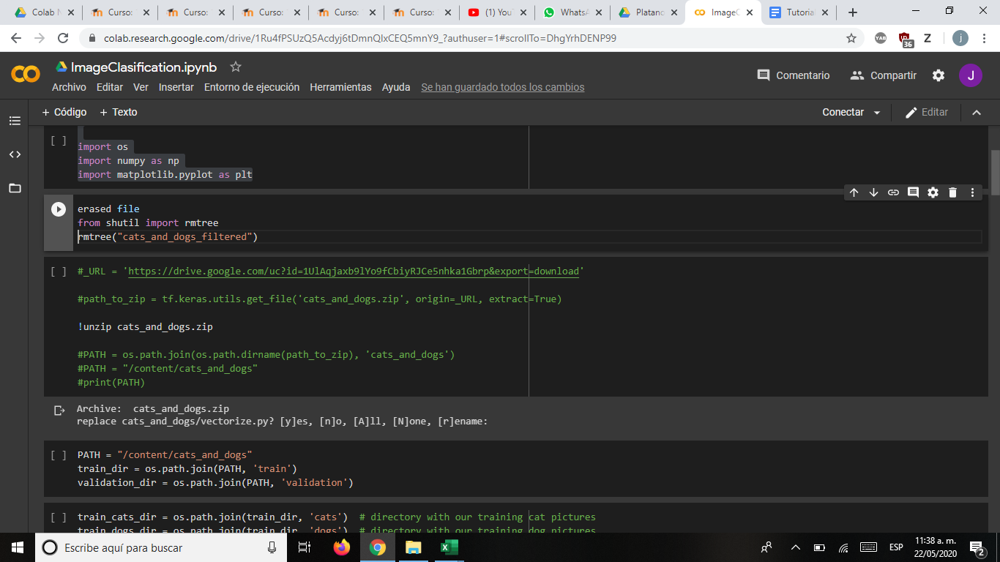 Colab N
Curso:
Curso:
Curso:
Curso:
Curso:
(1) You
WhatsA
Platanc
ImageC
Tutoria
colab.research.google.com/drive/1Ru4fPSUzQ5Acdyj6tDmnQlxCEQ5mnY9_?authuser=1#scrollTo=DhgYrhDENP99
YAB
36
Z
j
CO
ImageClasification.ipynb
Comentario
Compartir
J
Archivo Editar Ver Insertar Entorno de ejecución Herramientas Ayuda Se han guardado todos los cambios
+ Código + Texto
Conectar
Editar
[ ]
import os
import numpy as np
import matplotlib.pyplot as plt
erased file
from shutil import rmtree
rmtree("cats_and_dogs_filtered")
[ ] #_URL = 'https://drive.google.com/uc?id=1UlAqjaxb9lYo9fCbiyRJCe5nhka1Gbrp&export=download'
#path_to_zip = tf.keras.utils.get_file('cats_and_dogs.zip', origin=_URL, extract=True)
!unzip cats_and_dogs.zip
#PATH = os.path.join(os.path.dirname(path_to_zip), 'cats_and_dogs')
#PATH = "/content/cats_and_dogs"
#print(PATH)
Archive:  cats_and_dogs.zip
replace cats_and_dogs/vectorize.py? [y]es, [n]o, [A]ll, [N]one, [r]ename:
[ ] PATH = "/content/cats_and_dogs"
train_dir = os.path.join(PATH, 'train')
validation_dir = os.path.join(PATH, 'validation')
[ ] train_cats_dir = os.path.join(train_dir, 'cats')  # directory with our training cat pictures
train_dogs_dir = os.path.join(train_dir, 'dogs')  # directory with our training dog pictures
Escribe aquí para buscar
ESP
11:38 a. m.
22/05/2020
2